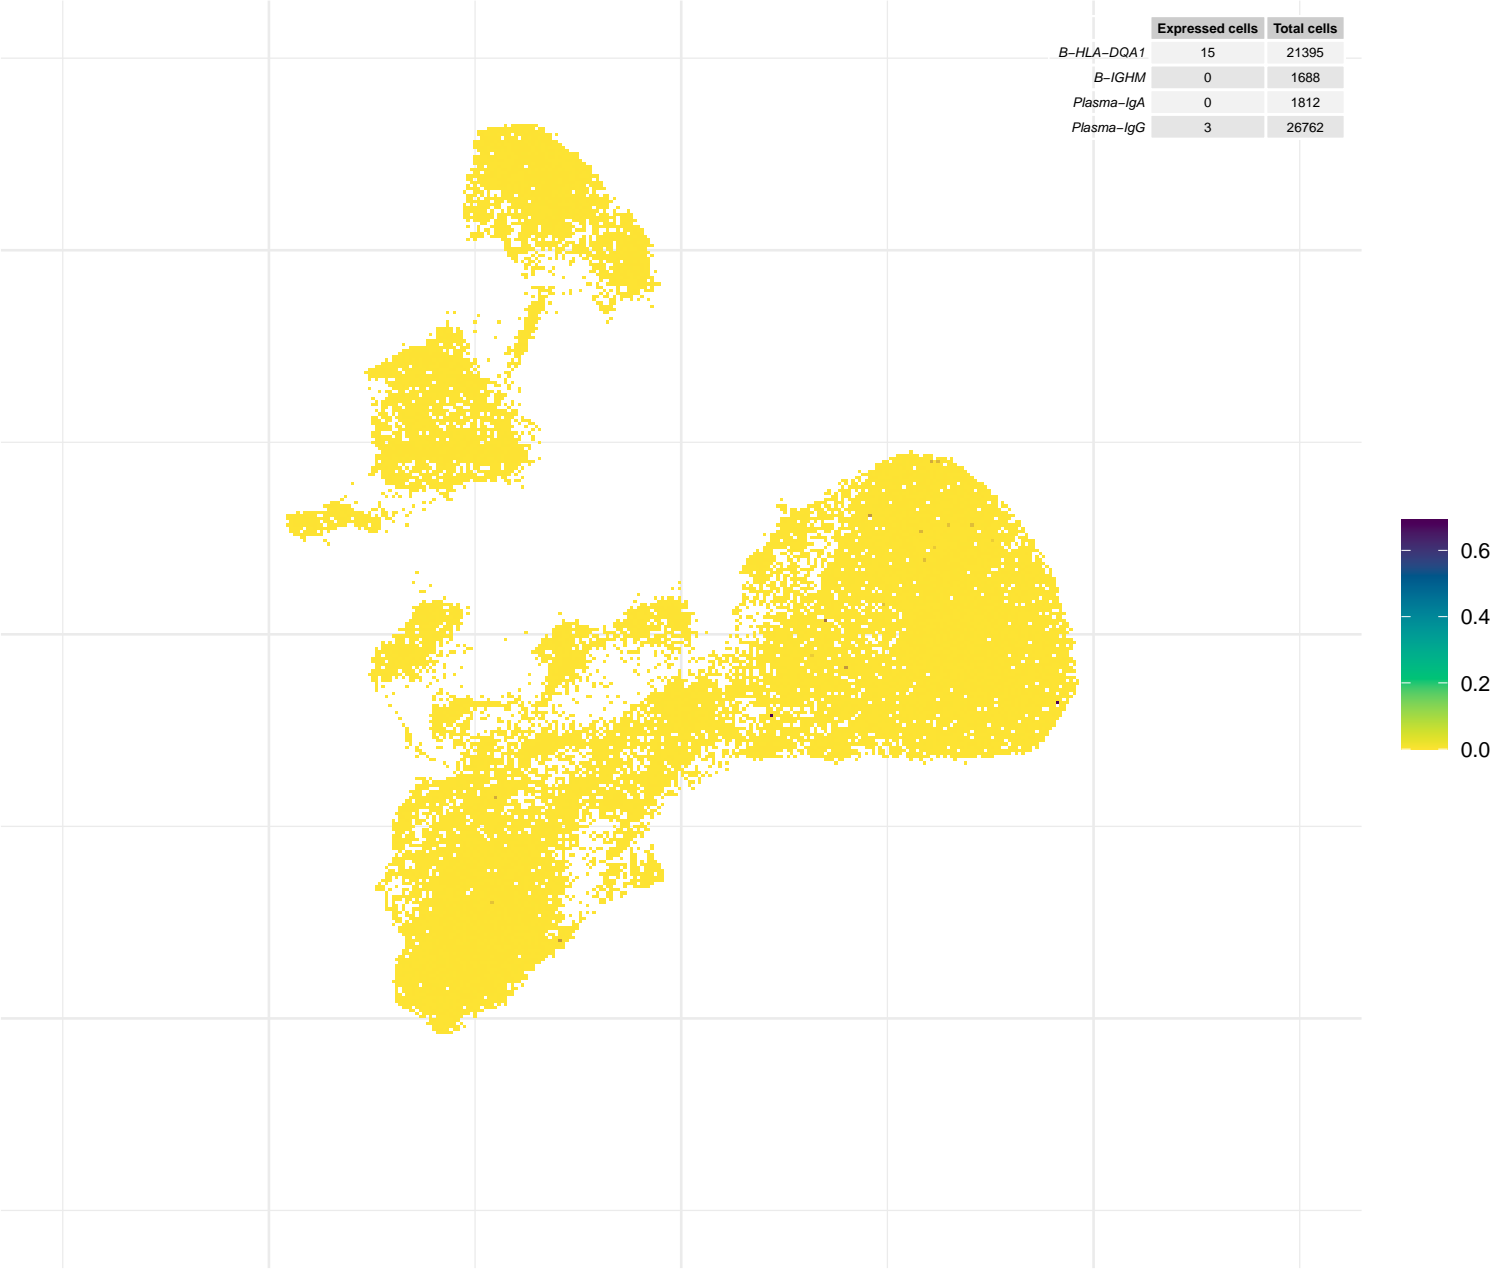 Expressed cells Total cells
B−HLA−DQA1 15 21395
B−IGHM 0 1688
Plasma−IgA 0 1812
Plasma−IgG 3 26762
0.6
0.4
0.2
0.0